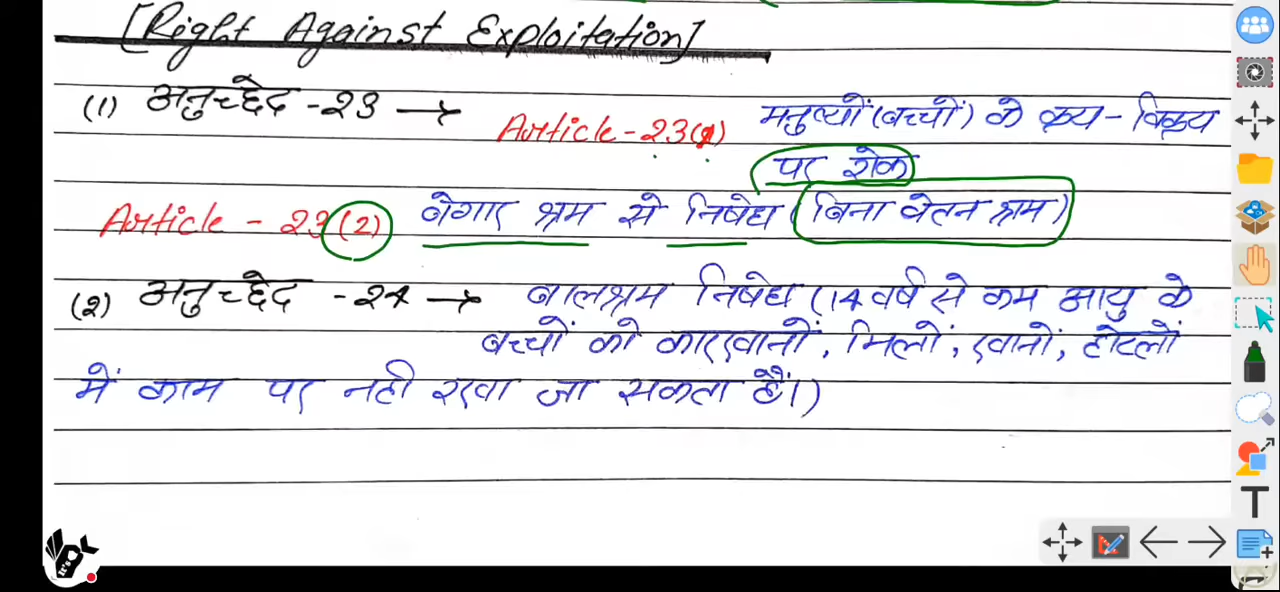 [Right Against Exploitation]
(1) अनुच्छेद -23 → Article-23(1) मनुष्यों (बच्चों) के क्रय - विक्रय
पर रोक
Article - 23(2) बेगार श्रम से निषेध (बिना वेतन श्रम)
(2) अनुच्छेद -24 → बालश्रम निषेध (14 वर्ष से कम आयु के
बच्चों को कारखानों, मिलों, खानों, होटलों
में काम पर नही रखा जा सकता हैं।)
T